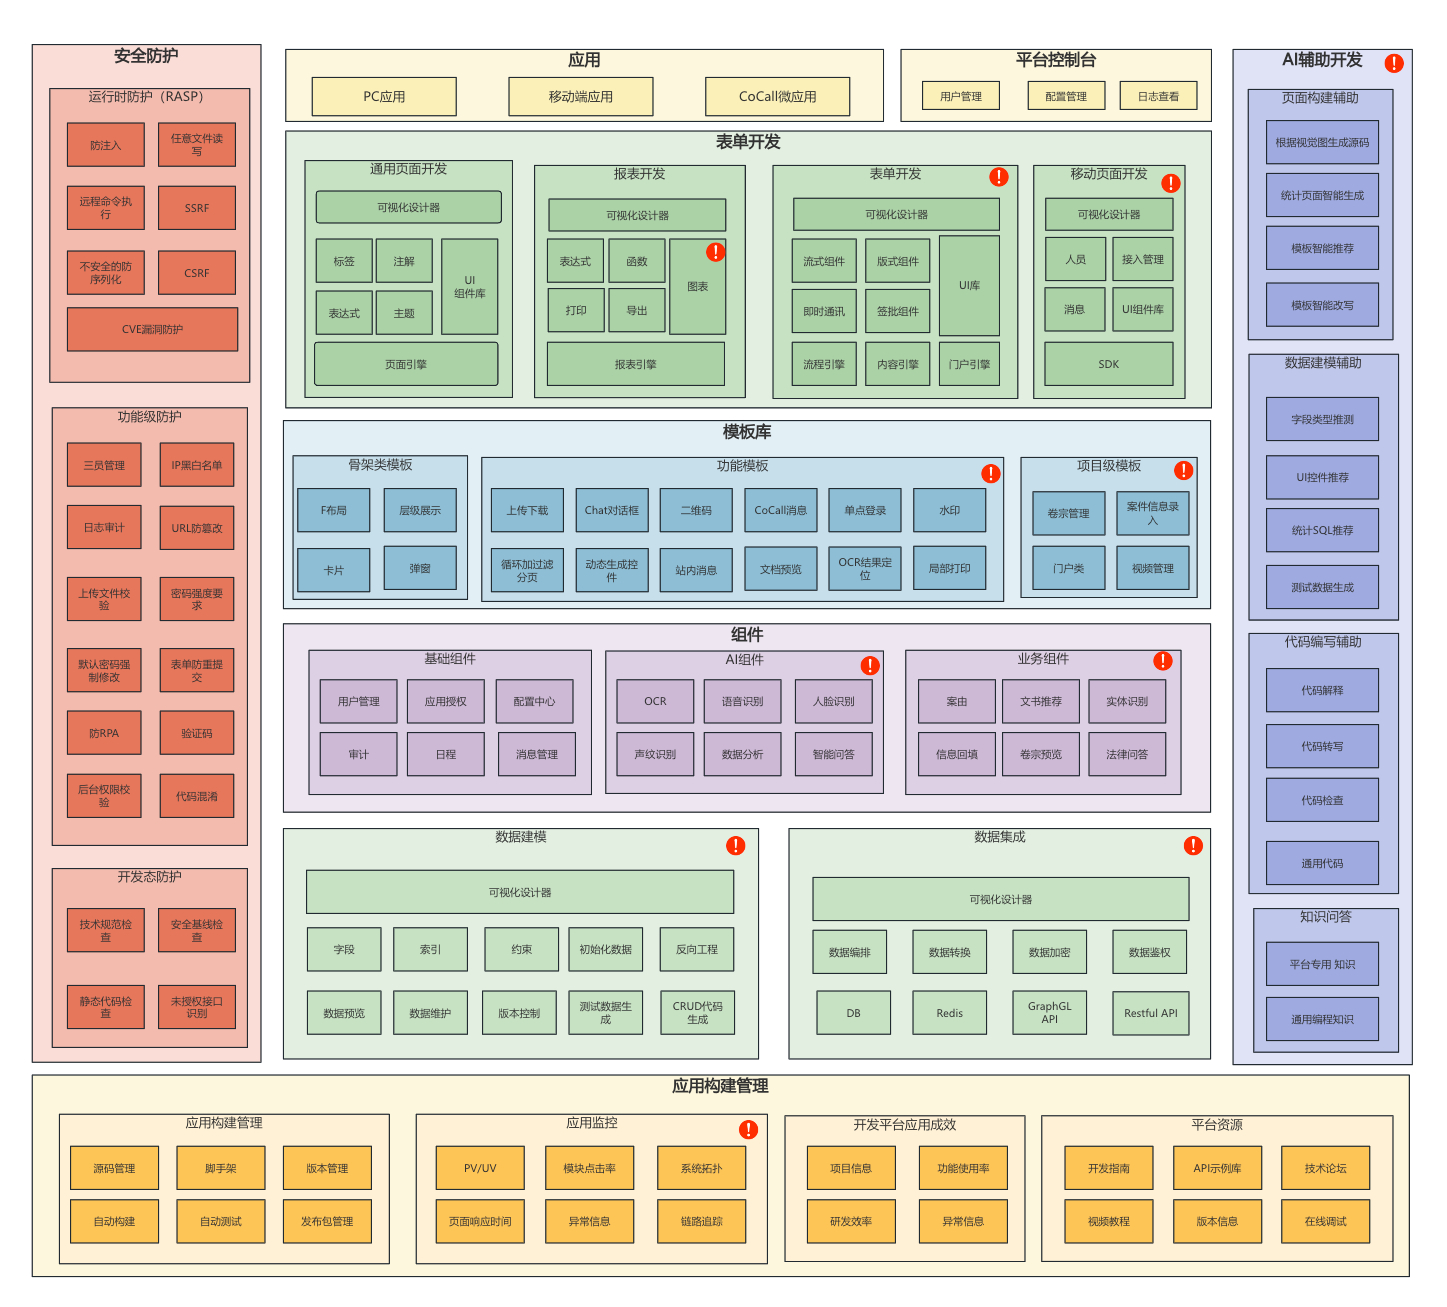 安全防护
运行时防护（RASP）
防注入
任意文件读
写
远程命令执
行
SSRF
不安全的防
序列化
CSRF
CVE漏洞防护
功能级防护
三员管理
IP黑白名单
日志审计
URL防篡改
上传文件校
验
密码强度要
求
默认密码强
制修改
表单防重提
交
防RPA
验证码
后台权限校
验
代码混淆
开发态防护
技术规范检
查
安全基线检
查
静态代码检
查
未授权接口
识别
应用
PC应用
移动端应用
CoCall微应用
平台控制台
用户管理
配置管理
日志查看
表单开发
通用页面开发
可视化设计器
标签
注解
UI
组件库
表达式
主题
页面引擎
报表开发
可视化设计器
表达式
函数
图表
打印
导出
报表引擎
表单开发
可视化设计器
流式组件
版式组件
UI库
即时通讯
签批组件
流程引擎
内容引擎
门户引擎
移动页面开发
可视化设计器
人员
接入管理
消息
UI组件库
SDK
模板库
骨架类模板
F布局
层级展示
卡片
弹窗
功能模板
上传下载
Chat对话框
二维码
CoCall消息
单点登录
水印
循环加过滤
分页
动态生成控
件
站内消息
文档预览
OCR结果定
位
局部打印
项目级模板
卷宗管理
案件信息录
入
门户类
视频管理
组件
基础组件
用户管理
应用授权
配置中心
审计
日程
消息管理
AI组件
OCR
语音识别
人脸识别
声纹识别
数据分析
智能问答
业务组件
案由
文书推荐
实体识别
信息回填
卷宗预览
法律问答
数据建模
可视化设计器
字段
索引
约束
初始化数据
反向工程
数据预览
数据维护
版本控制
测试数据生
成
CRUD代码
生成
数据集成
可视化设计器
数据编排
数据转换
数据加密
数据鉴权
DB
Redis
GraphGL
API
Restful API
AI辅助开发
页面构建辅助
根据视觉图生成源码
统计页面智能生成
模板智能推荐
模板智能改写
数据建模辅助
字段类型推测
UI控件推荐
统计SQL推荐
测试数据生成
代码编写辅助
代码解释
代码转写
代码检查
通用代码
知识问答
平台专用 知识
通用编程知识
应用构建管理
应用构建管理
源码管理
脚手架
版本管理
自动构建
自动测试
发布包管理
应用监控
PV/UV
模块点击率
系统拓扑
页面响应时间
异常信息
链路追踪
开发平台应用成效
项目信息
功能使用率
研发效率
异常信息
平台资源
开发指南
API示例库
技术论坛
视频教程
版本信息
在线调试